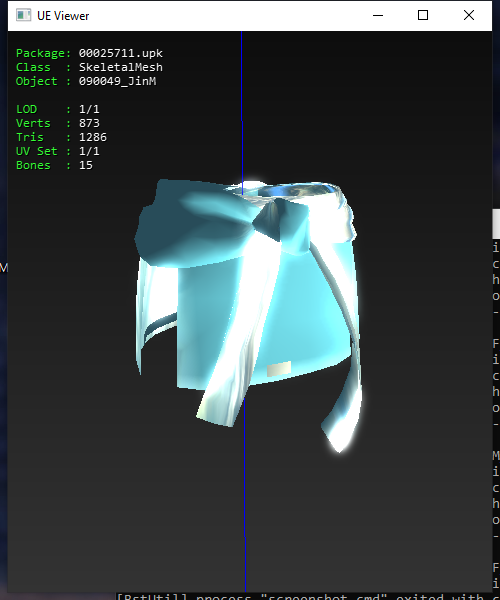 UE Viewer
Package: 00025711.upk
Class : SkeletalMesh
Object : 090049_JinM
LOD : 1/1
Verts : 873
Tris : 1286
UV Set : 1/1
Bones : 15
M
i
c
h
o
-
F
i
c
h
o
-
M
i
c
h
o
-
F
[BstUtil] process "screenshot.cmd" exited with c